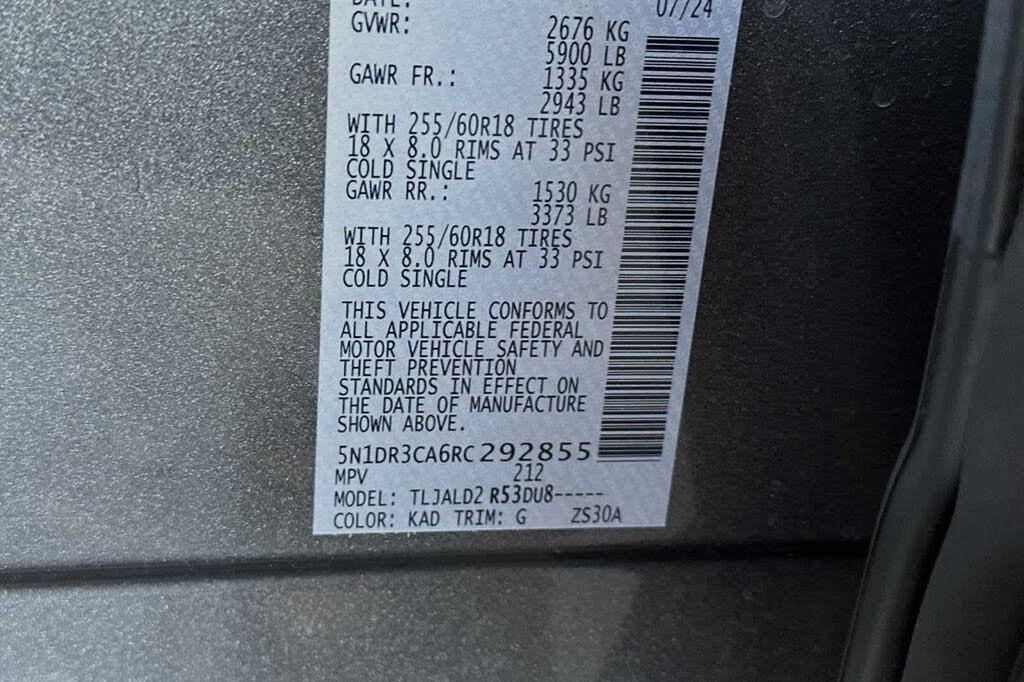 DATE: 07/24
GVWR: 2676 KG
5900 LB
GAWR FR.: 1335 KG
2943 LB
WITH 255/60R18 TIRES
18 X 8.0 RIMS AT 33 PSI
COLD SINGLE
GAWR RR.: 1530 KG
3373 LB
WITH 255/60R18 TIRES
18 X 8.0 RIMS AT 33 PSI
COLD SINGLE
THIS VEHICLE CONFORMS TO
ALL APPLICABLE FEDERAL
MOTOR VEHICLE SAFETY AND
THEFT PREVENTION
STANDARDS IN EFFECT ON
THE DATE OF MANUFACTURE
SHOWN ABOVE.
5N1DR3CA6RC292855
MPV 212
MODEL: TLJALD2 R53DU8-----
COLOR: KAD TRIM: G ZS30A